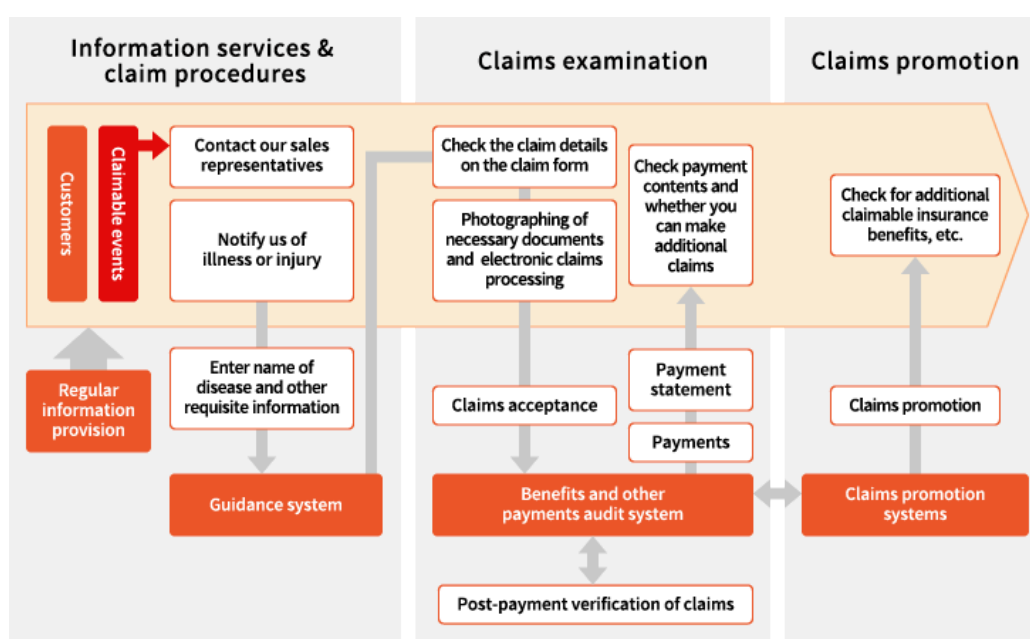 Information services &
claim procedures
Claims examination
Claims promotion
Customers
Claimable events
Contact our sales
representatives
Notify us of
illness or injury
Check the claim details
on the claim form
Photographing of
necessary documents
and electronic claims
processing
Check payment
contents and
whether you
can make
additional
claims
Check for additional
claimable insurance
benefits, etc.
Regular
information
provision
Enter name of
disease and other
requisite information
Claims acceptance
Payment
statement
Payments
Claims promotion
Guidance system
Benefits and other
payments audit system
Claims promotion
systems
Post-payment verification of claims